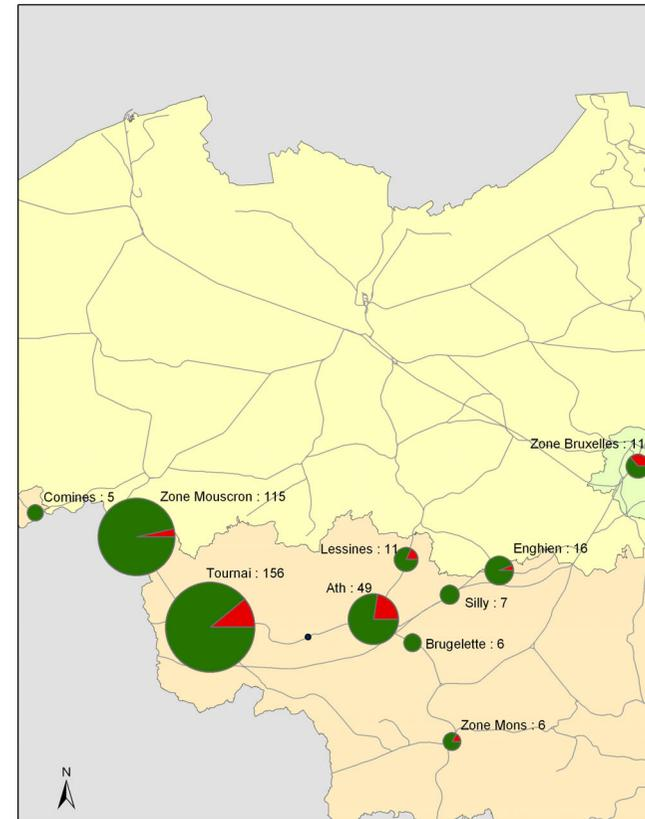 Zone Bruxelles : 11
Comines : 5
Zone Mouscron : 115
Lessines : 11
Enghien : 16
Tournai : 156
Ath : 49
Silly : 7
Brugelette : 6
Zone Mons : 6
N